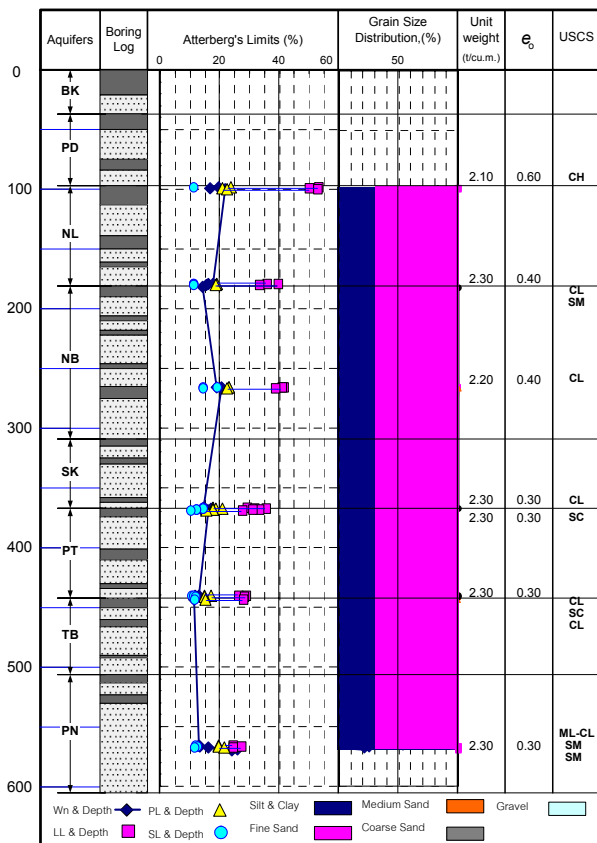 Aquifers Boring Log Atterberg's Limits (%) Grain Size Distribution,(%) Unit weight (t/cu.m.) eo USCS
0 20 40 60 50
0
BK
PD
2.10 0.60 CH
100
NL
2.30 0.40 CL
SM
200
NB
2.20 0.40 CL
300
SK
2.30 0.30 CL
2.30 0.30 SC
400
PT
2.30 0.30 CL
SC
CL
TB
500
PN
ML-CL
2.30 0.30 SM
SM
600
Wn & Depth PL & Depth Silt & Clay Medium Sand Gravel
LL & Depth SL & Depth Fine Sand Coarse Sand